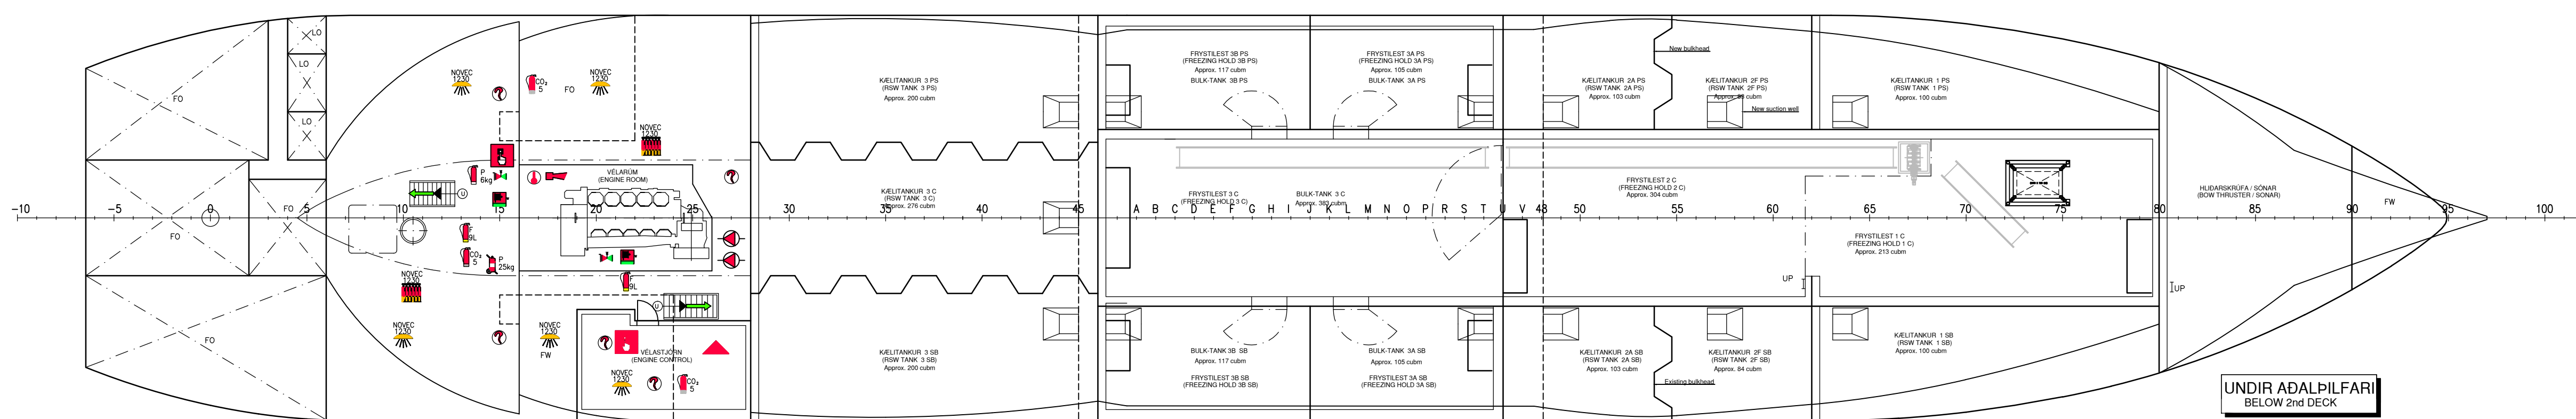 LO
LO
LO
FO
FO
FO
FO
NOVEC
1230
CO₂
5
NOVEC
1230
FO
NOVEC
1230
P
6kg
VÉLARÚM
(ENGINE ROOM)
U
F
9L
CO₂
5
P
25kg
NOVEC
1230
F
9L
U
NOVEC
1230
NOVEC
1230
FW
VÉLASTJÓRN
(ENGINE CONTROL)
NOVEC
1230
CO₂
5
KÆLITANKUR 3 PS
(RSW TANK 3 PS)
Approx. 200 cubm
KÆLITANKUR 3 C
(RSW TANK 3 C)
Approx. 276 cubm
KÆLITANKUR 3 SB
(RSW TANK 3 SB)
Approx. 200 cubm
FRYSTILEST 3B PS
(FREEZING HOLD 3B PS)
Approx. 117 cubm
BULK-TANK 3B PS
FRYSTILEST 3A PS
(FREEZING HOLD 3A PS)
Approx. 105 cubm
BULK-TANK 3A PS
KÆLITANKUR 2A PS
(RSW TANK 2A PS)
Approx. 103 cubm
New bulkhead
KÆLITANKUR 2F PS
(RSW TANK 2F PS)
Approx. cubm
New suction well
KÆLITANKUR 1 PS
(RSW TANK 1 PS)
Approx. 100 cubm
FRYSTILEST 3 C
(FREEZING HOLD 3 C)
BULK-TANK 3 C
Approx. 383 cubm
FRYSTILEST 2 C
(FREEZING HOLD 2 C)
Approx. 304 cubm
HLIÐARSKRÚFA / SÓNAR
(BOW THRUSTER / SONAR)
FW
-10 -5 0 5 10 15 20 25 30 35 40 45 A B C D E F G H I J K L M N O P R S T U V 48 50 55 60 65 70 75 80 85 90 95 100
FRYSTILEST 1 C
(FREEZING HOLD 1 C)
Approx. 213 cubm
UP
UP
BULK-TANK 3B SB
Approx. 117 cubm
FRYSTILEST 3B SB
(FREEZING HOLD 3B SB)
BULK-TANK 3A SB
Approx. 105 cubm
FRYSTILEST 3A SB
(FREEZING HOLD 3A SB)
KÆLITANKUR 2A SB
(RSW TANK 2A SB)
Approx. 103 cubm
KÆLITANKUR 2F SB
(RSW TANK 2F SB)
Approx. 84 cubm
Existing bulkhead
KÆLITANKUR 1 SB
(RSW TANK 1 SB)
Approx. 100 cubm
UNDIR AÐALÞILFARI
BELOW 2nd DECK